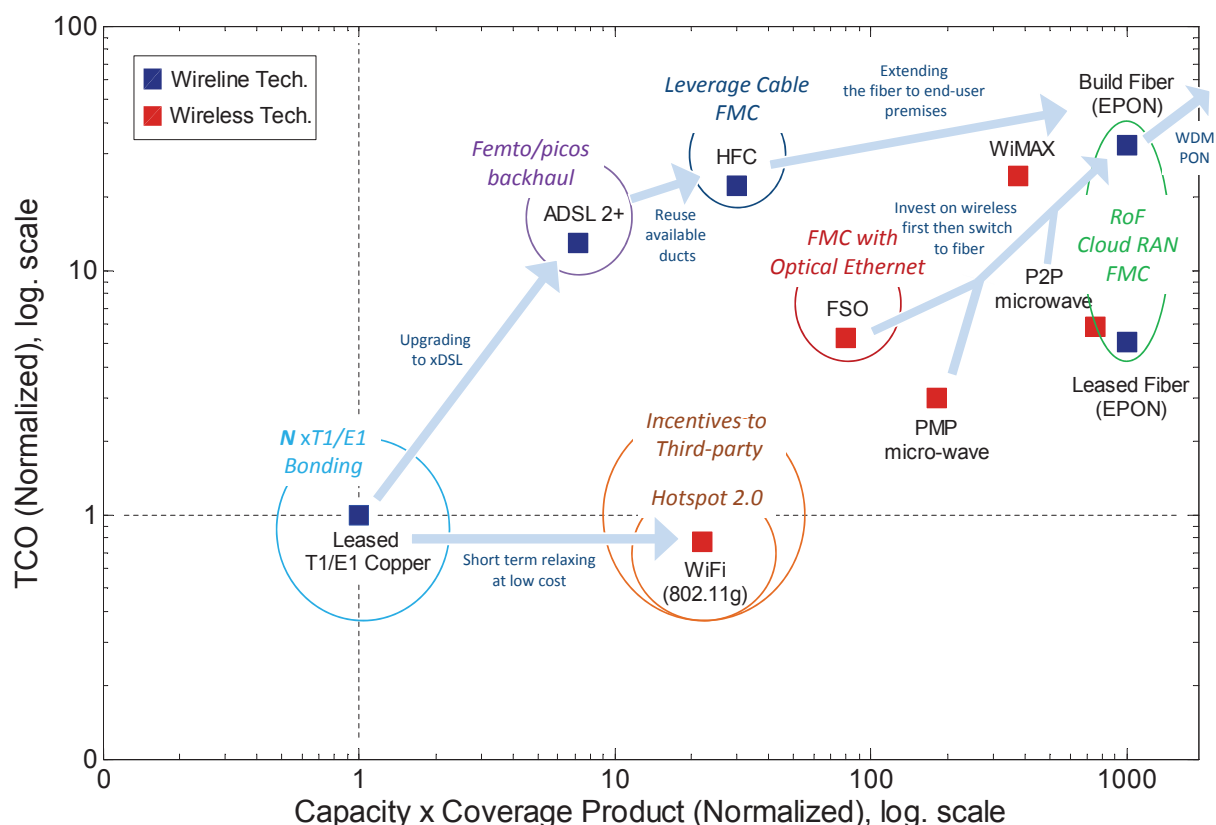 100
10
1
0
TCO (Normalized), log. scale
Wireline Tech.
Wireless Tech.
Leverage Cable
FMC
HFC
Extending
the fiber to end-user
premises
Build Fiber
(EPON)
WDM
PON
Femto/picos
backhaul
ADSL 2+
Reuse
available
ducts
WiMAX
Invest on wireless
first then switch
to fiber
RoF
Cloud RAN
FMC
FMC with
Optical Ethernet
FSO
P2P
microwave
Upgrading
to xDSL
Leased Fiber
(EPON)
PMP
micro-wave
N xT1/E1
Bonding
Incentives to
Third-party
Hotspot 2.0
Leased
T1/E1 Copper
Short term relaxing
at low cost
WiFi
(802.11g)
0
1
10
100
1000
Capacity x Coverage Product (Normalized), log. scale